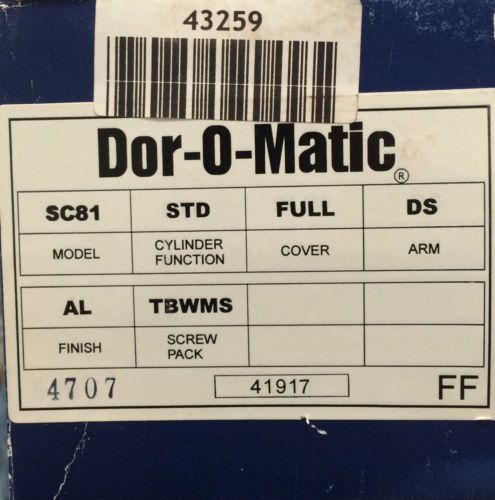 43259
Dor-O-Matic®
SC81 STD FULL DS
MODEL CYLINDER FUNCTION COVER ARM
AL TBWMS
FINISH SCREW PACK
4707 41917 FF